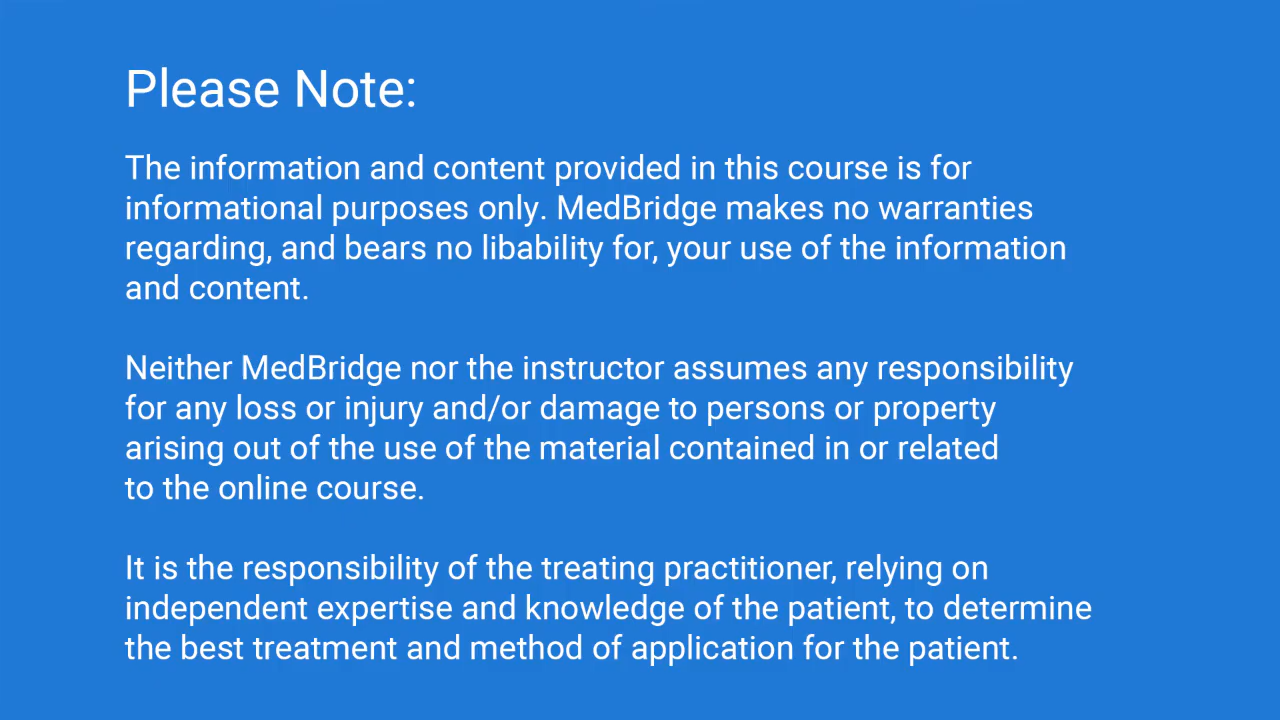 Please Note:
The information and content provided in this course is for
informational purposes only. MedBridge makes no warranties
regarding, and bears no libability for, your use of the information
and content.
Neither MedBridge nor the instructor assumes any responsibility
for any loss or injury and/or damage to persons or property
arising out of the use of the material contained in or related
to the online course.
It is the responsibility of the treating practitioner, relying on
independent expertise and knowledge of the patient, to determine
the best treatment and method of application for the patient.